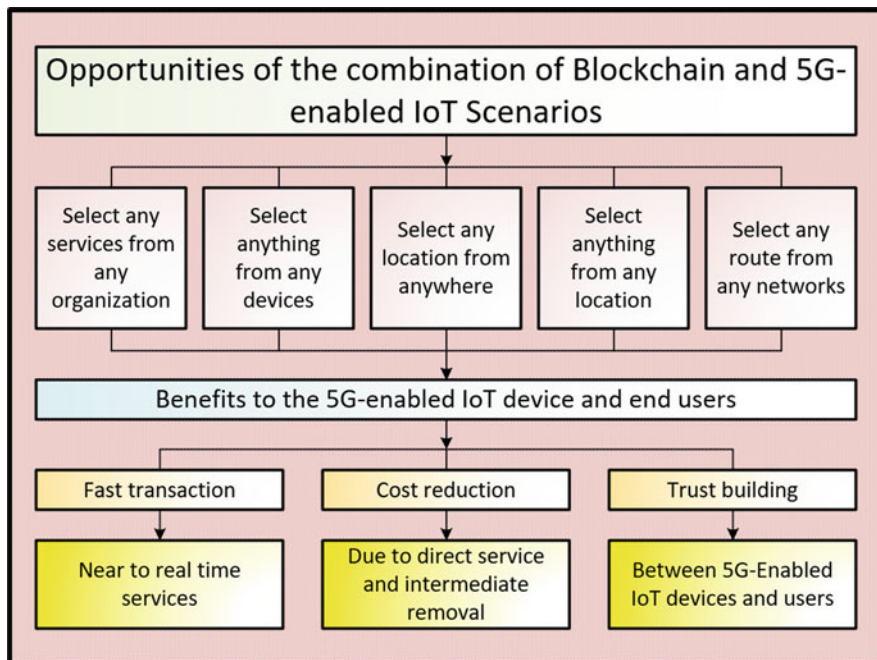 Opportunities of the combination of Blockchain and 5G-
enabled IoT Scenarios
Select any
services from
any
organization
Select
anything
from any
devices
Select any
location from
anywhere
Select
anything
from any
location
Select any
route from
any networks
Benefits to the 5G-enabled IoT device and end users
Fast transaction
Cost reduction
Trust building
Near to real time
services
Due to direct service
and intermediate
removal
Between 5G-Enabled
IoT devices and users